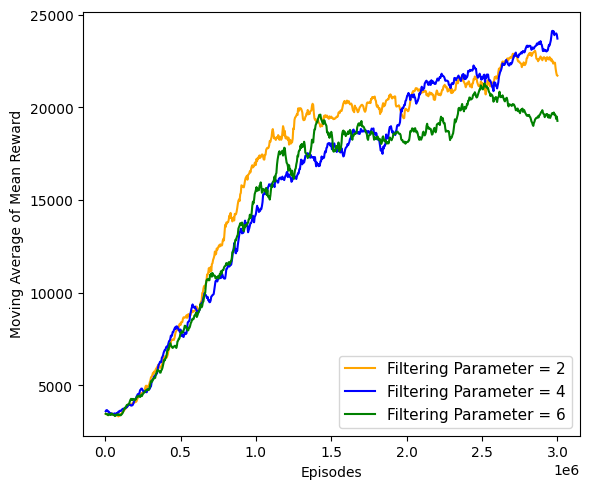 25000
20000
15000
10000
5000
Moving Average of Mean Reward
Filtering Parameter = 2
Filtering Parameter = 4
Filtering Parameter = 6
0.0 0.5 1.0 1.5 2.0 2.5 3.0
1e6
Episodes